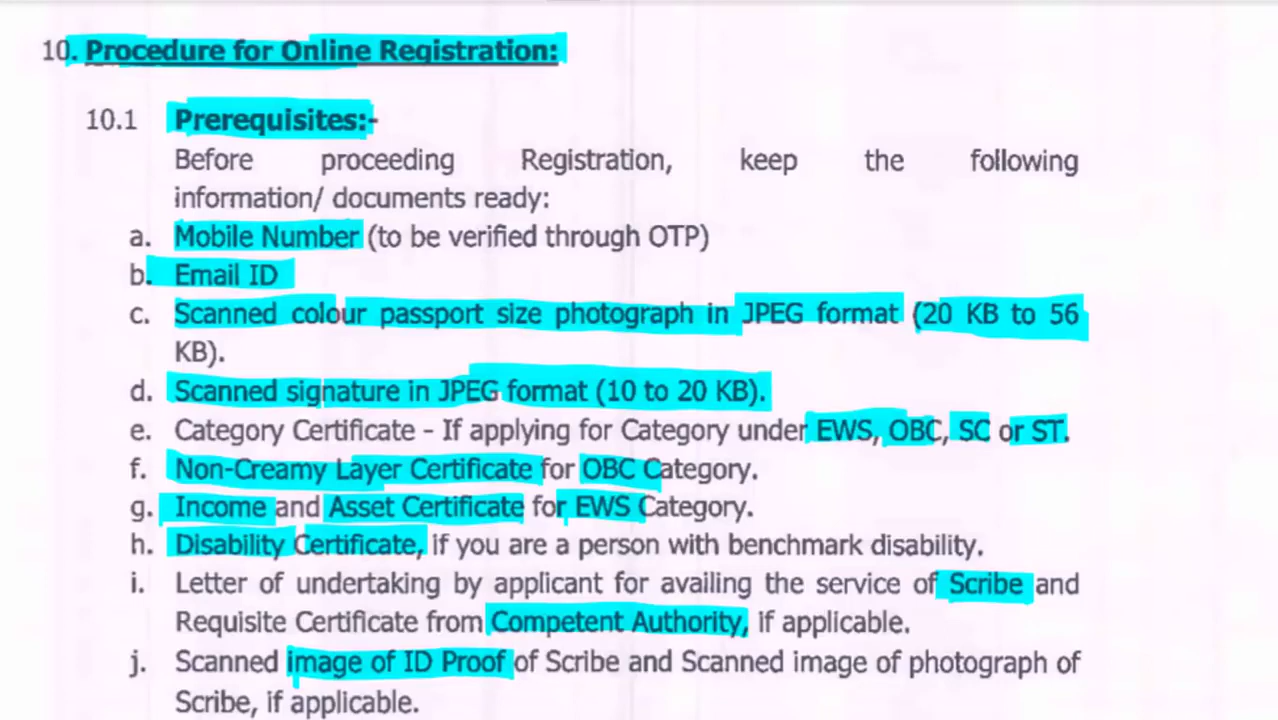 10. Procedure for Online Registration:
10.1 Prerequisites:-
Before proceeding Registration, keep the following
information/ documents ready:
a. Mobile Number (to be verified through OTP)
b. Email ID
c. Scanned colour passport size photograph in JPEG format (20 KB to 56
KB).
d. Scanned signature in JPEG format (10 to 20 KB).
e. Category Certificate - If applying for Category under EWS, OBC, SC or ST.
f. Non-Creamy Layer Certificate for OBC Category.
g. Income and Asset Certificate for EWS Category.
h. Disability Certificate, if you are a person with benchmark disability.
i. Letter of undertaking by applicant for availing the service of Scribe and
Requisite Certificate from Competent Authority, if applicable.
j. Scanned image of ID Proof of Scribe and Scanned image of photograph of
Scribe, if applicable.